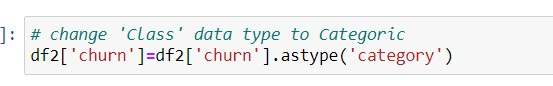 ]: # change 'Class' data type to Categoric
df2['churn']=df2['churn'].astype('category')